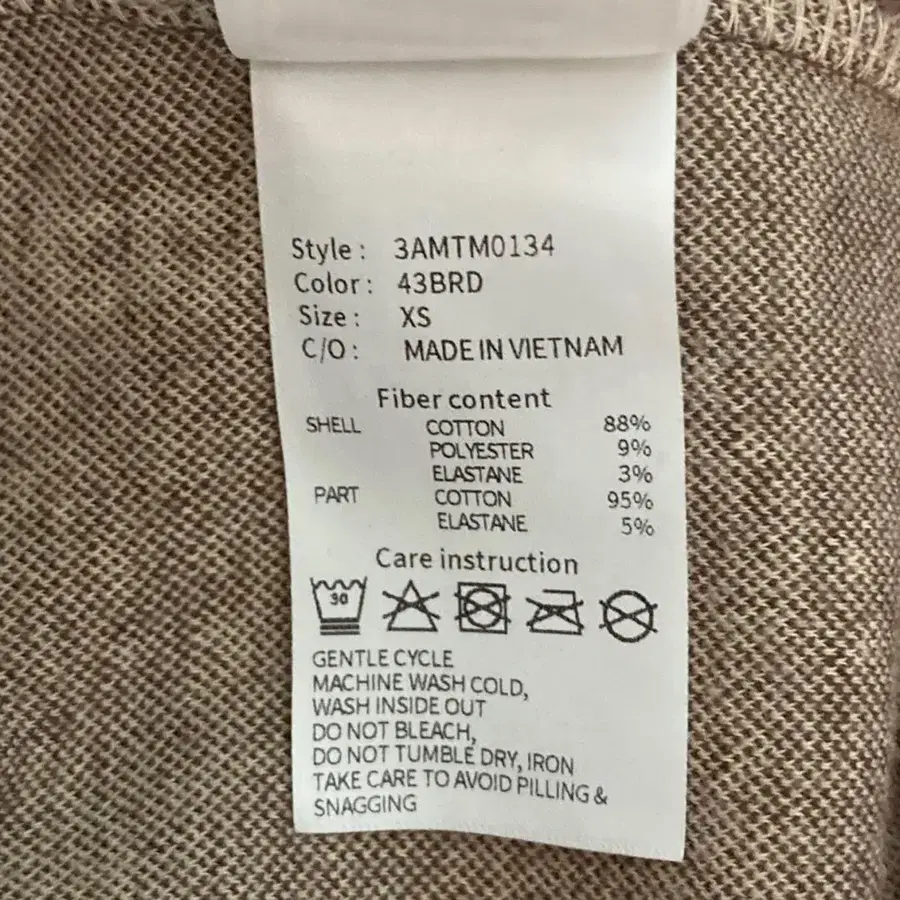 Style : 3AMTM0134
Color : 43BRD
Size : XS
C/O : MADE IN VIETNAM
Fiber content
SHELL COTTON 88%
POLYESTER 9%
ELASTANE 3%
PART COTTON 95%
ELASTANE 5%
Care instruction
30
GENTLE CYCLE
MACHINE WASH COLD,
WASH INSIDE OUT
DO NOT BLEACH,
DO NOT TUMBLE DRY, IRON
TAKE CARE TO AVOID PILLING &
SNAGGING